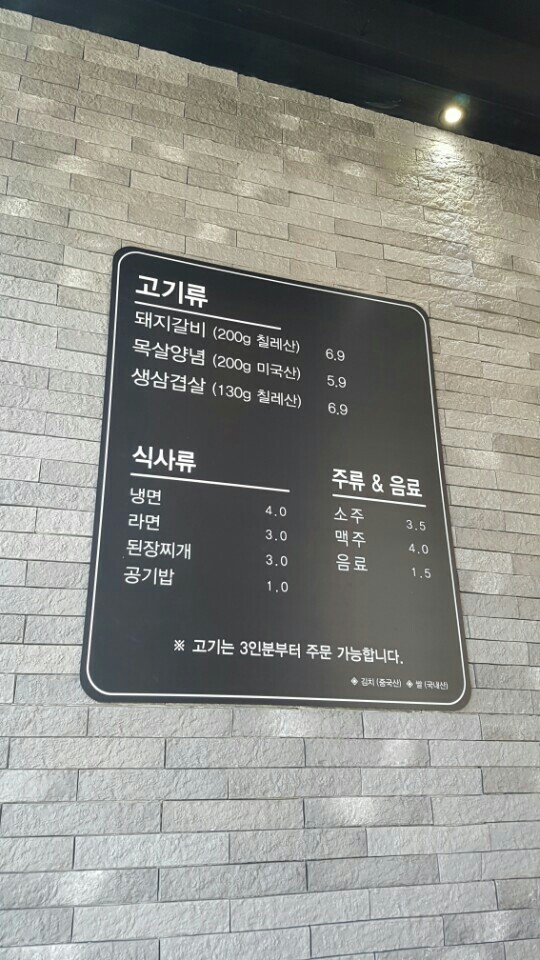 고기류
돼지갈비 (200g 칠레산) 6.9
목살양념 (200g 미국산) 5.9
생삼겹살 (130g 칠레산) 6.9
식사류
냉면 4.0
라면 3.0
된장찌개 3.0
공기밥 1.0
주류 & 음료
소주 3.5
맥주 4.0
음료 1.5
※ 고기는 3인분부터 주문 가능합니다.
◈ 김치 (중국산) ◈ 쌀 (국내산)